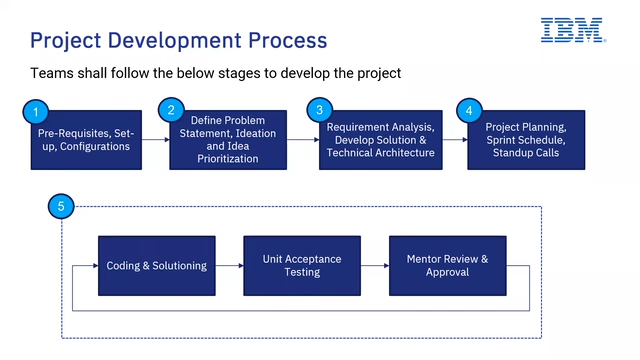 Project Development Process
IBM
Teams shall follow the below stages to develop the project
1
Pre-Requisites, Set-
up, Configurations
2
Define Problem
Statement, Ideation
and Idea
Prioritization
3
Requirement Analysis,
Develop Solution &
Technical Architecture
4
Project Planning,
Sprint Schedule,
Standup Calls
5
Coding & Solutioning
Unit Acceptance
Testing
Mentor Review &
Approval